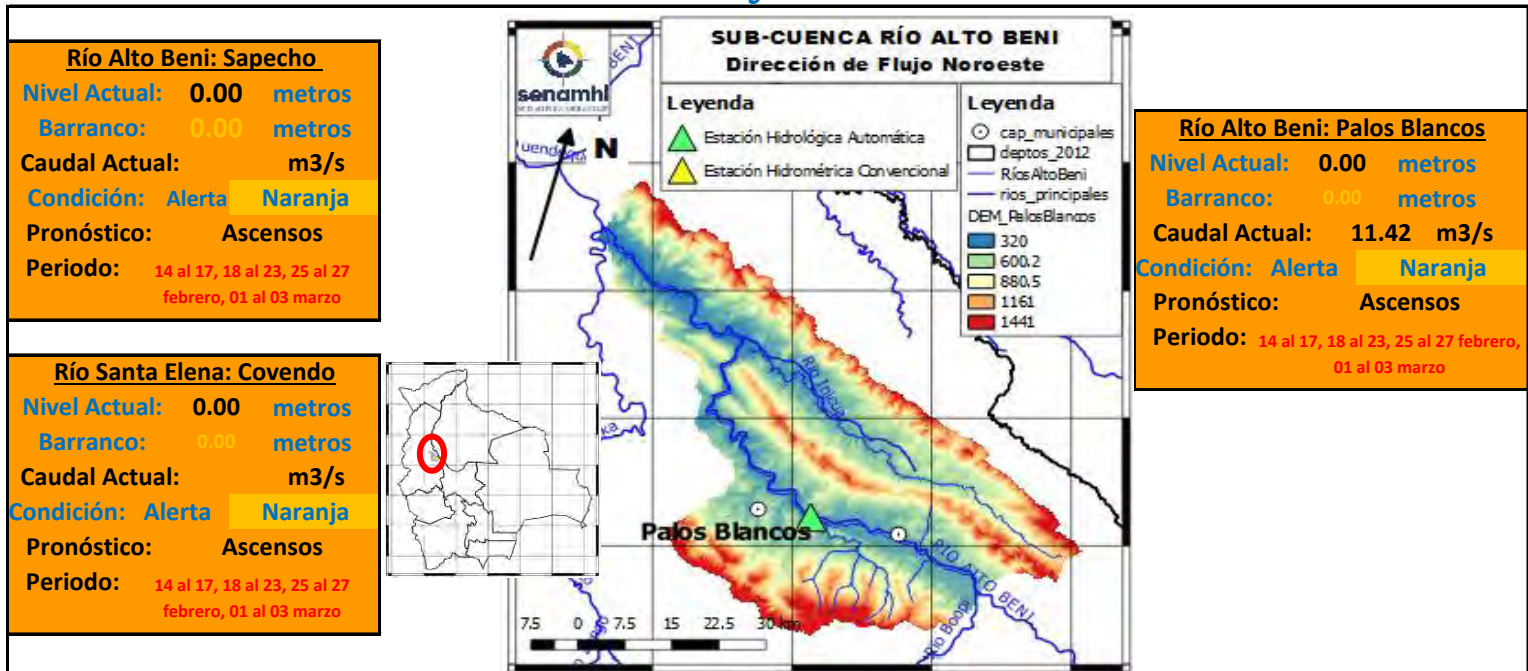 Río Alto Beni: Sapecho
Nivel Actual: 0.00 metros
Barranco: 0.00 metros
Caudal Actual: m3/s
Condición: Alerta Naranja
Pronóstico: Ascensos
Periodo: 14 al 17, 18 al 23, 25 al 27
febrero, 01 al 03 marzo
Río Santa Elena: Covendo
Nivel Actual: 0.00 metros
Barranco: 0.00 metros
Caudal Actual: m3/s
Condición: Alerta Naranja
Pronóstico: Ascensos
Periodo: 14 al 17, 18 al 23, 25 al 27
febrero, 01 al 03 marzo
SUB-CUENCA RÍO ALTO BENI
Dirección de Flujo Noroeste
senamhi
BENI
N
Leyenda
Estación Hidrológica Automática
Estación Hidrométrica Convencional
Leyenda
cap_municipales
deptos_2012
RíosAltoBeni
rios_principales
DEM_PalosBlancos
320
600.2
880.5
1161
1441
Palos Blancos
RIO ALTO BENI
Rio Boopi
7.5 0 7.5 15 22.5 30 km
Río Alto Beni: Palos Blancos
Nivel Actual: 0.00 metros
Barranco: 0.00 metros
Caudal Actual: 11.42 m3/s
Condición: Alerta Naranja
Pronóstico: Ascensos
Periodo: 14 al 17, 18 al 23, 25 al 27 febrero,
01 al 03 marzo